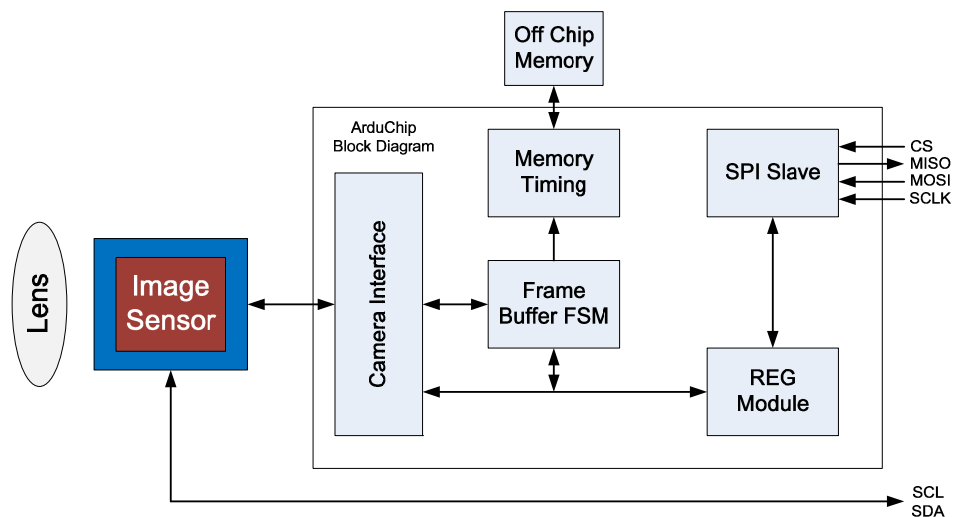 Off Chip
Memory
ArduChip
Block Diagram
Memory
Timing
SPI Slave
CS
MISO
MOSI
SCLK
Lens
Image
Sensor
Camera Interface
Frame
Buffer FSM
REG
Module
SCL
SDA